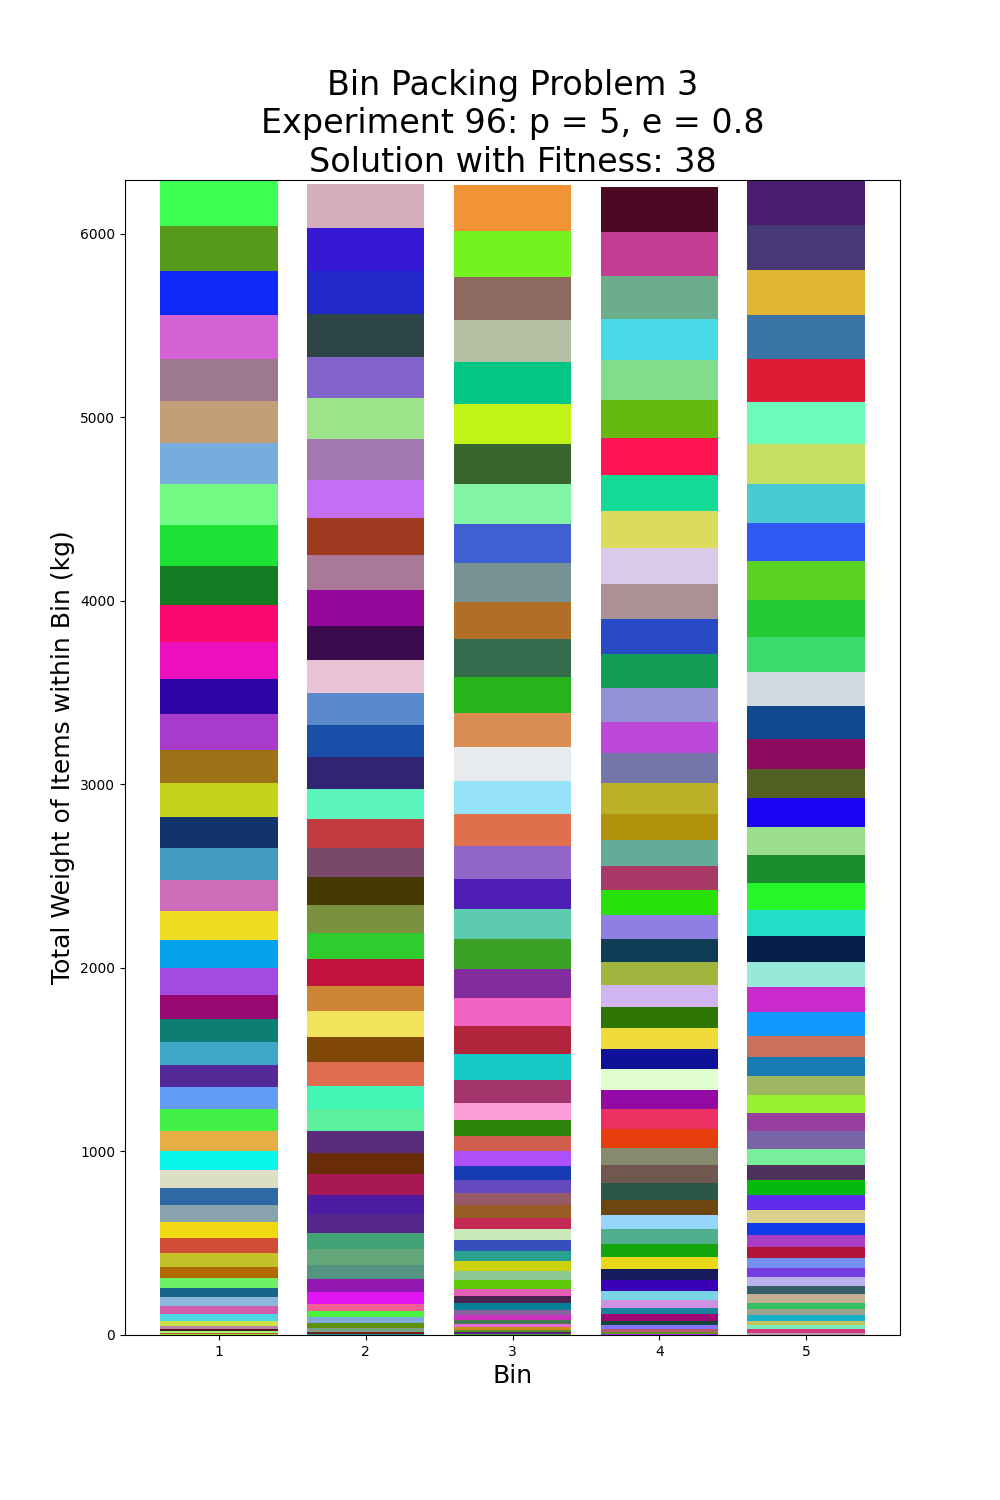 Bin Packing Problem 3
Experiment 96: p = 5, e = 0.8
Solution with Fitness: 38
6000
5000
4000
3000
2000
1000
0
Total Weight of Items within Bin (kg)
1 2 3 4 5
Bin